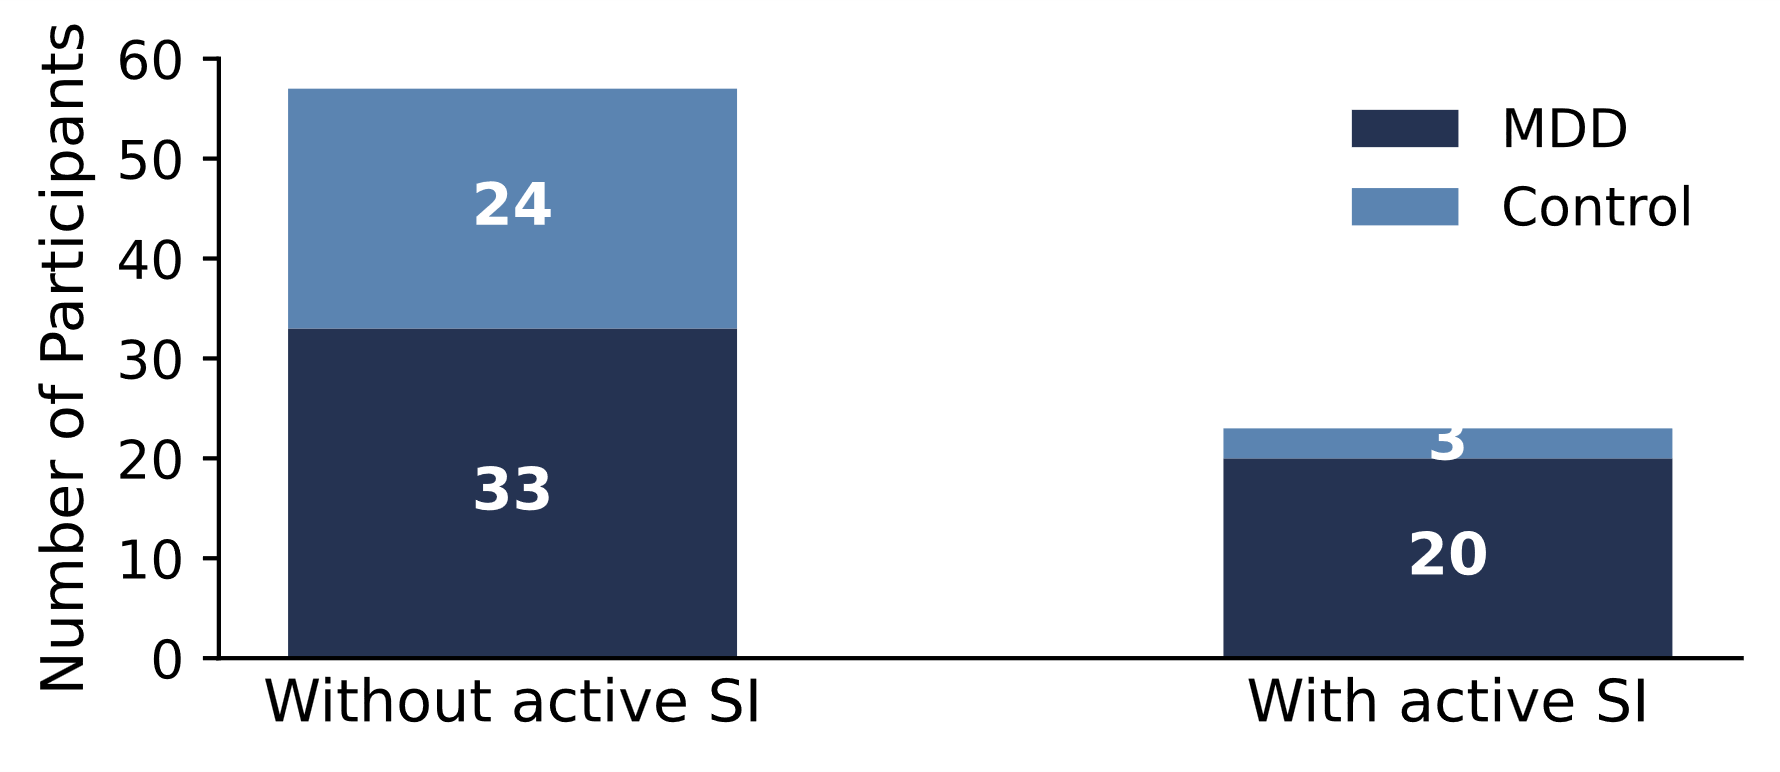 Number of Participants
60
50
40
30
20
10
0
24
33
3
20
MDD
Control
Without active SI
With active SI